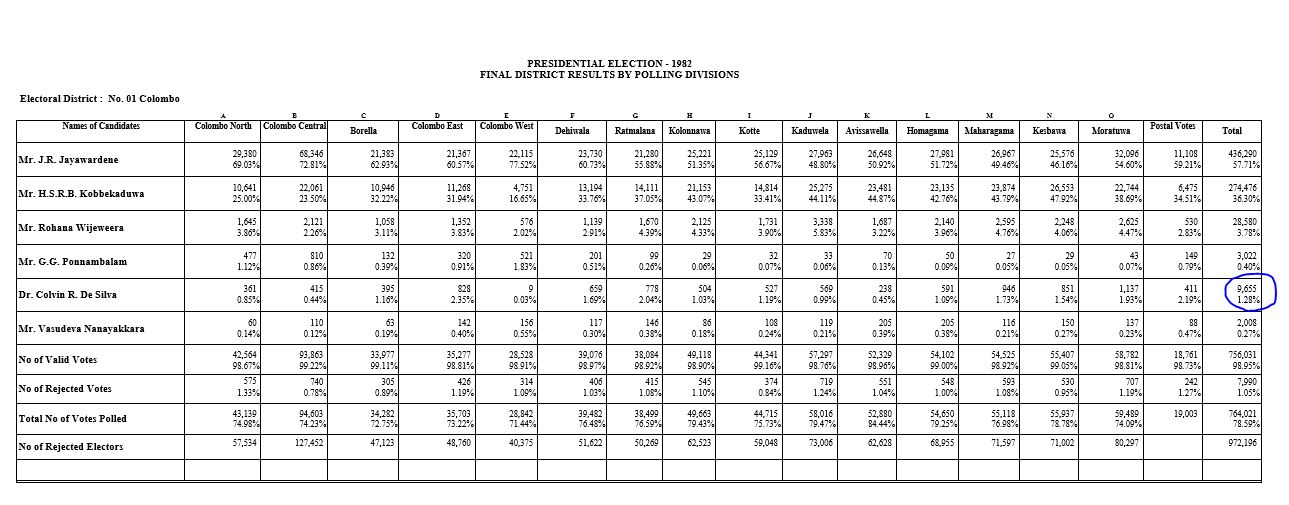 PRESIDENTIAL ELECTION - 1982
FINAL DISTRICT RESULTS BY POLLING DIVISIONS
Electoral District : No. 01 Colombo
A B C D E F G H I J K L M N O
Names of Candidates Colombo North Colombo Central Borella Colombo East Colombo West Dehiwala Ratmalana Kolonnawa Kotte Kaduwela Avissawella Homagama Maharagama Kesbawa Moratuwa Postal Votes Total
Mr. J.R. Jayawardene 29,380 68,346 21,383 21,367 22,115 23,730 21,280 25,221 25,129 27,963 26,648 27,981 26,967 25,576 32,096 11,108 436,290
69.03% 72.81% 62.93% 60.57% 77.52% 60.73% 55.88% 51.35% 56.67% 48.80% 50.92% 51.72% 49.46% 46.16% 54.60% 59.21% 57.71%
Mr. H.S.R.B. Kobbekaduwa 10,641 22,061 10,946 11,268 4,751 13,194 14,111 21,153 14,814 25,275 23,481 23,135 23,874 26,553 22,744 6,475 274,476
25.00% 23.50% 32.22% 31.94% 16.65% 33.76% 37.05% 43.07% 33.41% 44.11% 44.87% 42.76% 43.79% 47.92% 38.69% 34.51% 36.30%
Mr. Rohana Wijeweera 1,645 2,121 1,058 1,352 576 1,139 1,670 2,125 1,731 3,338 1,687 2,140 2,595 2,248 2,625 530 28,580
3.86% 2.26% 3.11% 3.83% 2.02% 2.91% 4.39% 4.33% 3.90% 5.83% 3.22% 3.96% 4.76% 4.06% 4.47% 2.83% 3.78%
Mr. G.G. Ponnambalam 477 810 132 320 521 201 99 29 32 33 70 50 27 29 43 149 3,022
1.12% 0.86% 0.39% 0.91% 1.83% 0.51% 0.26% 0.06% 0.07% 0.06% 0.13% 0.09% 0.05% 0.05% 0.07% 0.79% 0.40%
Dr. Colvin R. De Silva 361 415 395 828 9 659 778 504 527 569 238 591 946 851 1,137 411 9,655
0.85% 0.44% 1.16% 2.35% 0.03% 1.69% 2.04% 1.03% 1.19% 0.99% 0.45% 1.09% 1.73% 1.54% 1.93% 2.19% 1.28%
Mr. Vasudeva Nanayakkara 60 110 63 142 156 117 146 86 108 119 205 205 116 150 137 88 2,008
0.14% 0.12% 0.19% 0.40% 0.55% 0.30% 0.38% 0.18% 0.24% 0.21% 0.39% 0.38% 0.21% 0.27% 0.23% 0.47% 0.27%
No of Valid Votes 42,564 93,863 33,977 35,277 28,528 39,076 38,084 49,118 44,341 57,297 52,329 54,102 54,525 55,407 58,782 18,761 756,031
98.67% 99.22% 99.11% 98.81% 98.91% 98.97% 98.92% 98.90% 99.16% 98.76% 98.96% 99.00% 98.92% 99.05% 98.81% 98.73% 98.95%
No of Rejected Votes 575 740 305 426 314 406 415 545 374 719 551 548 593 530 707 242 7,990
1.33% 0.78% 0.89% 1.19% 1.09% 1.03% 1.08% 1.10% 0.84% 1.24% 1.04% 1.00% 1.08% 0.95% 1.19% 1.27% 1.05%
Total No of Votes Polled 43,139 94,603 34,282 35,703 28,842 39,482 38,499 49,663 44,715 58,016 52,880 54,650 55,118 55,937 59,489 19,003 764,021
74.98% 74.23% 72.75% 73.22% 71.44% 76.48% 76.59% 79.43% 75.73% 79.47% 84.44% 79.25% 76.98% 78.78% 74.09% 78.59%
No of Rejected Electors 57,534 127,452 47,123 48,760 40,375 51,622 50,269 62,523 59,048 73,006 62,628 68,955 71,597 71,002 80,297 972,196